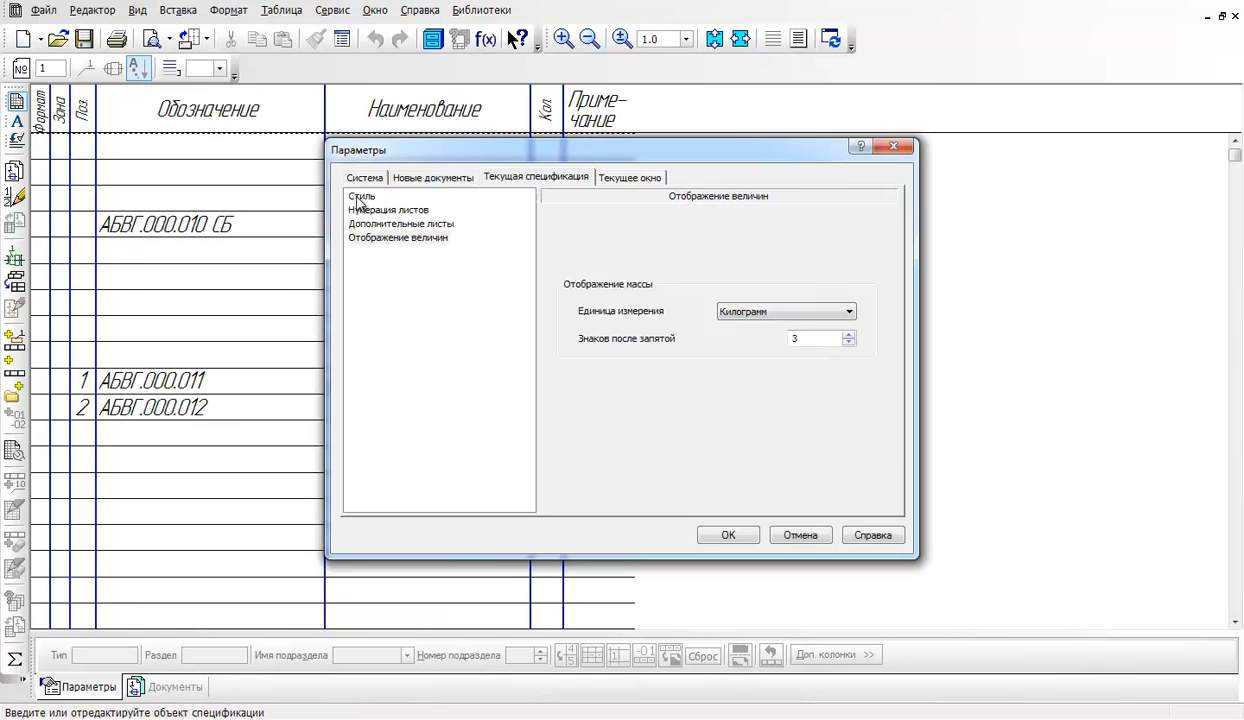 Файл Редактор Вид Вставка Формат Таблица Сервис Окно Справка Библиотеки
f(x) 1.0
№ 1
Формат Зона Поз. Обозначение Наименование Кол. Приме-
чание
Параметры
Система Новые документы Текущая спецификация Текущее окно
Стиль
Нумерация листов
Дополнительные листы
Отображение величин
Отображение величин
Отображение массы
Единица измерения Килограмм
Знаков после запятой 3
OK Отмена Справка
АБВГ.000.010 СБ
1 АБВГ.000.011
2 АБВГ.000.012
Тип Раздел Имя подраздела Номер подраздела Сброс Доп. колонки >>
Параметры Документы
Введите или отредактируйте объект спецификации